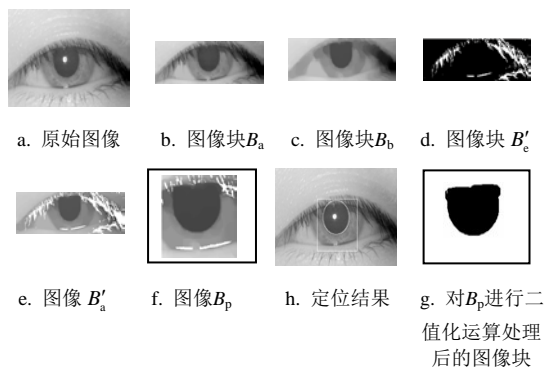 a. 原始图像
b. 图像块Ba
c. 图像块Bb
d. 图像块 B′e
e. 图像 B′a
f. 图像Bp
h. 定位结果
g. 对Bp进行二
值化运算处理
后的图像块